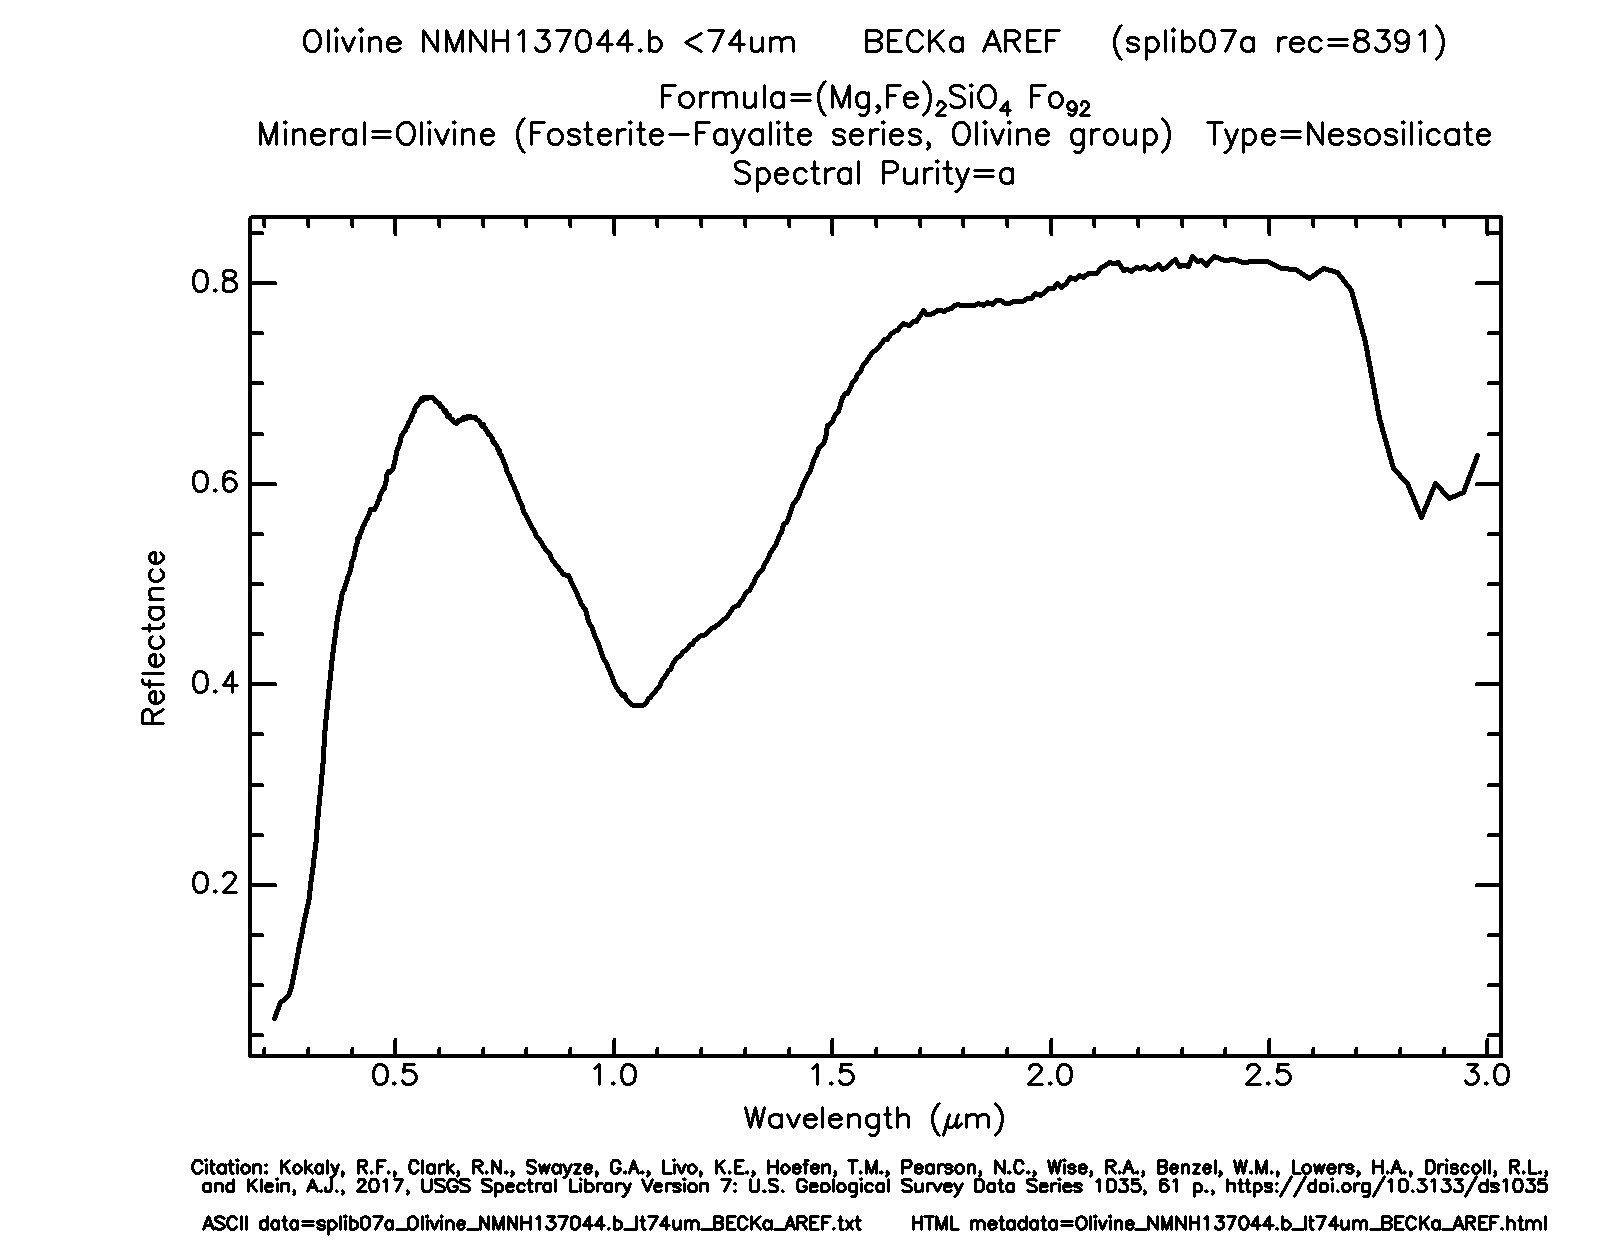 Olivine NMNH137044.b <74um BECKa AREF (splib07a rec=8391)
Formula=(Mg,Fe)₂SiO₄ Fo₉₂
Mineral=Olivine (Fosterite-Fayalite series, Olivine group) Type=Nesosilicate
Spectral Purity=a
0.8
0.6
0.4
0.2
Reflectance
0.5 1.0 1.5 2.0 2.5 3.0
Wavelength (μm)
Citation: Kokaly, R.F., Clark, R.N., Swayze, G.A., Livo, K.E., Hoefen, T.M., Pearson, N.C., Wise, R.A., Benzel, W.M., Lowers, H.A., Driscoll, R.L.,
and Klein, A.J., 2017, USGS Spectral Library Version 7: U.S. Geological Survey Data Series 1035, 61 p., https://doi.org/10.3133/ds1035
ASCII data=splib07a_Olivine_NMNH137044.b_lt74um_BECKa_AREF.txt HTML metadata=Olivine_NMNH137044.b_lt74um_BECKa_AREF.html